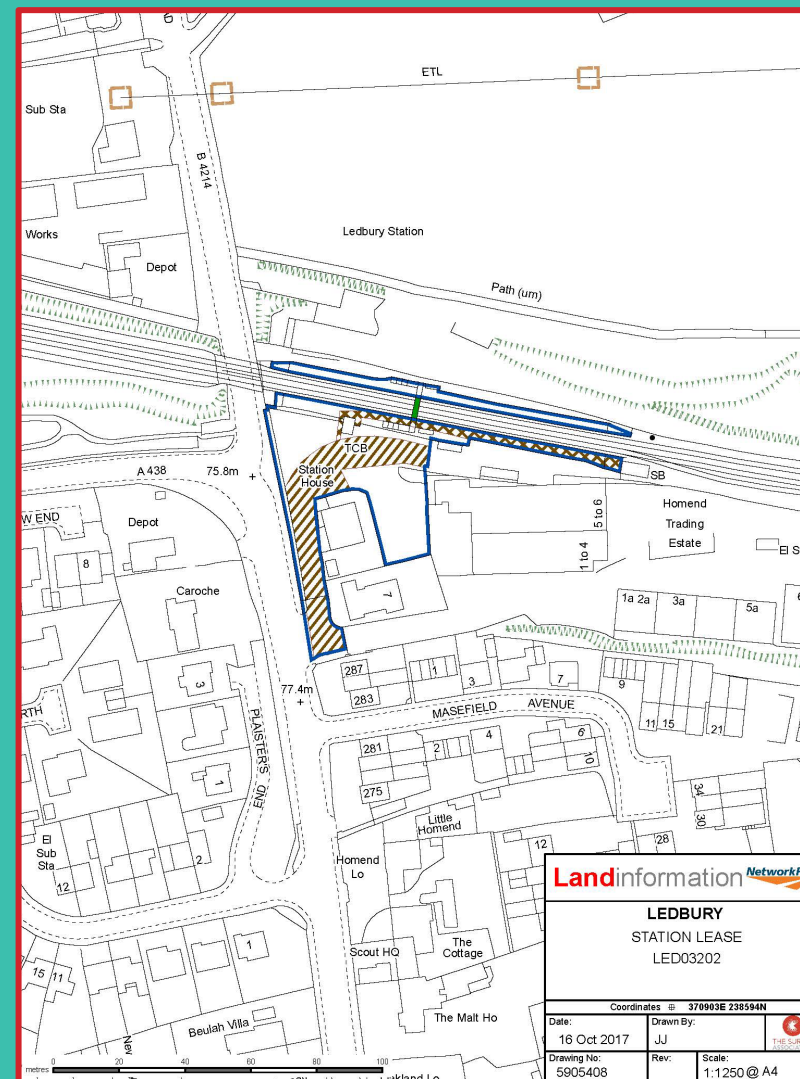 ETL
Sub Sta
B 4214
Works
Depot
Ledbury Station
Path (um)
TCB
Station
House
SB
A 438
75.8m
W END
Depot
8
Caroche
Homend
Trading
Estate
5 to 6
1 to 4
El S
7
1a 2a
3a
5a
6
287
283
1
3
7
9
11 15
21
77.4m
RTH
3
1
PLAISTER'S
END
MASEFIELD AVENUE
281
275
2
4
6
10
34
30
28
El
Sub
Sta
12
2
Little
Homend
12
Homend
Lo
Scout HQ
The
Cottage
The Malt Ho
15 11
1
Beulah Villa
metres
0 20 40 60 80 100
Landinformation
LEDBURY
STATION LEASE
LED03202
Coordinates 370903E 238594N
Date:
16 Oct 2017
Drawn By:
JJ
Drawing No:
5905408
Rev:
Scale:
1:1250 @ A4